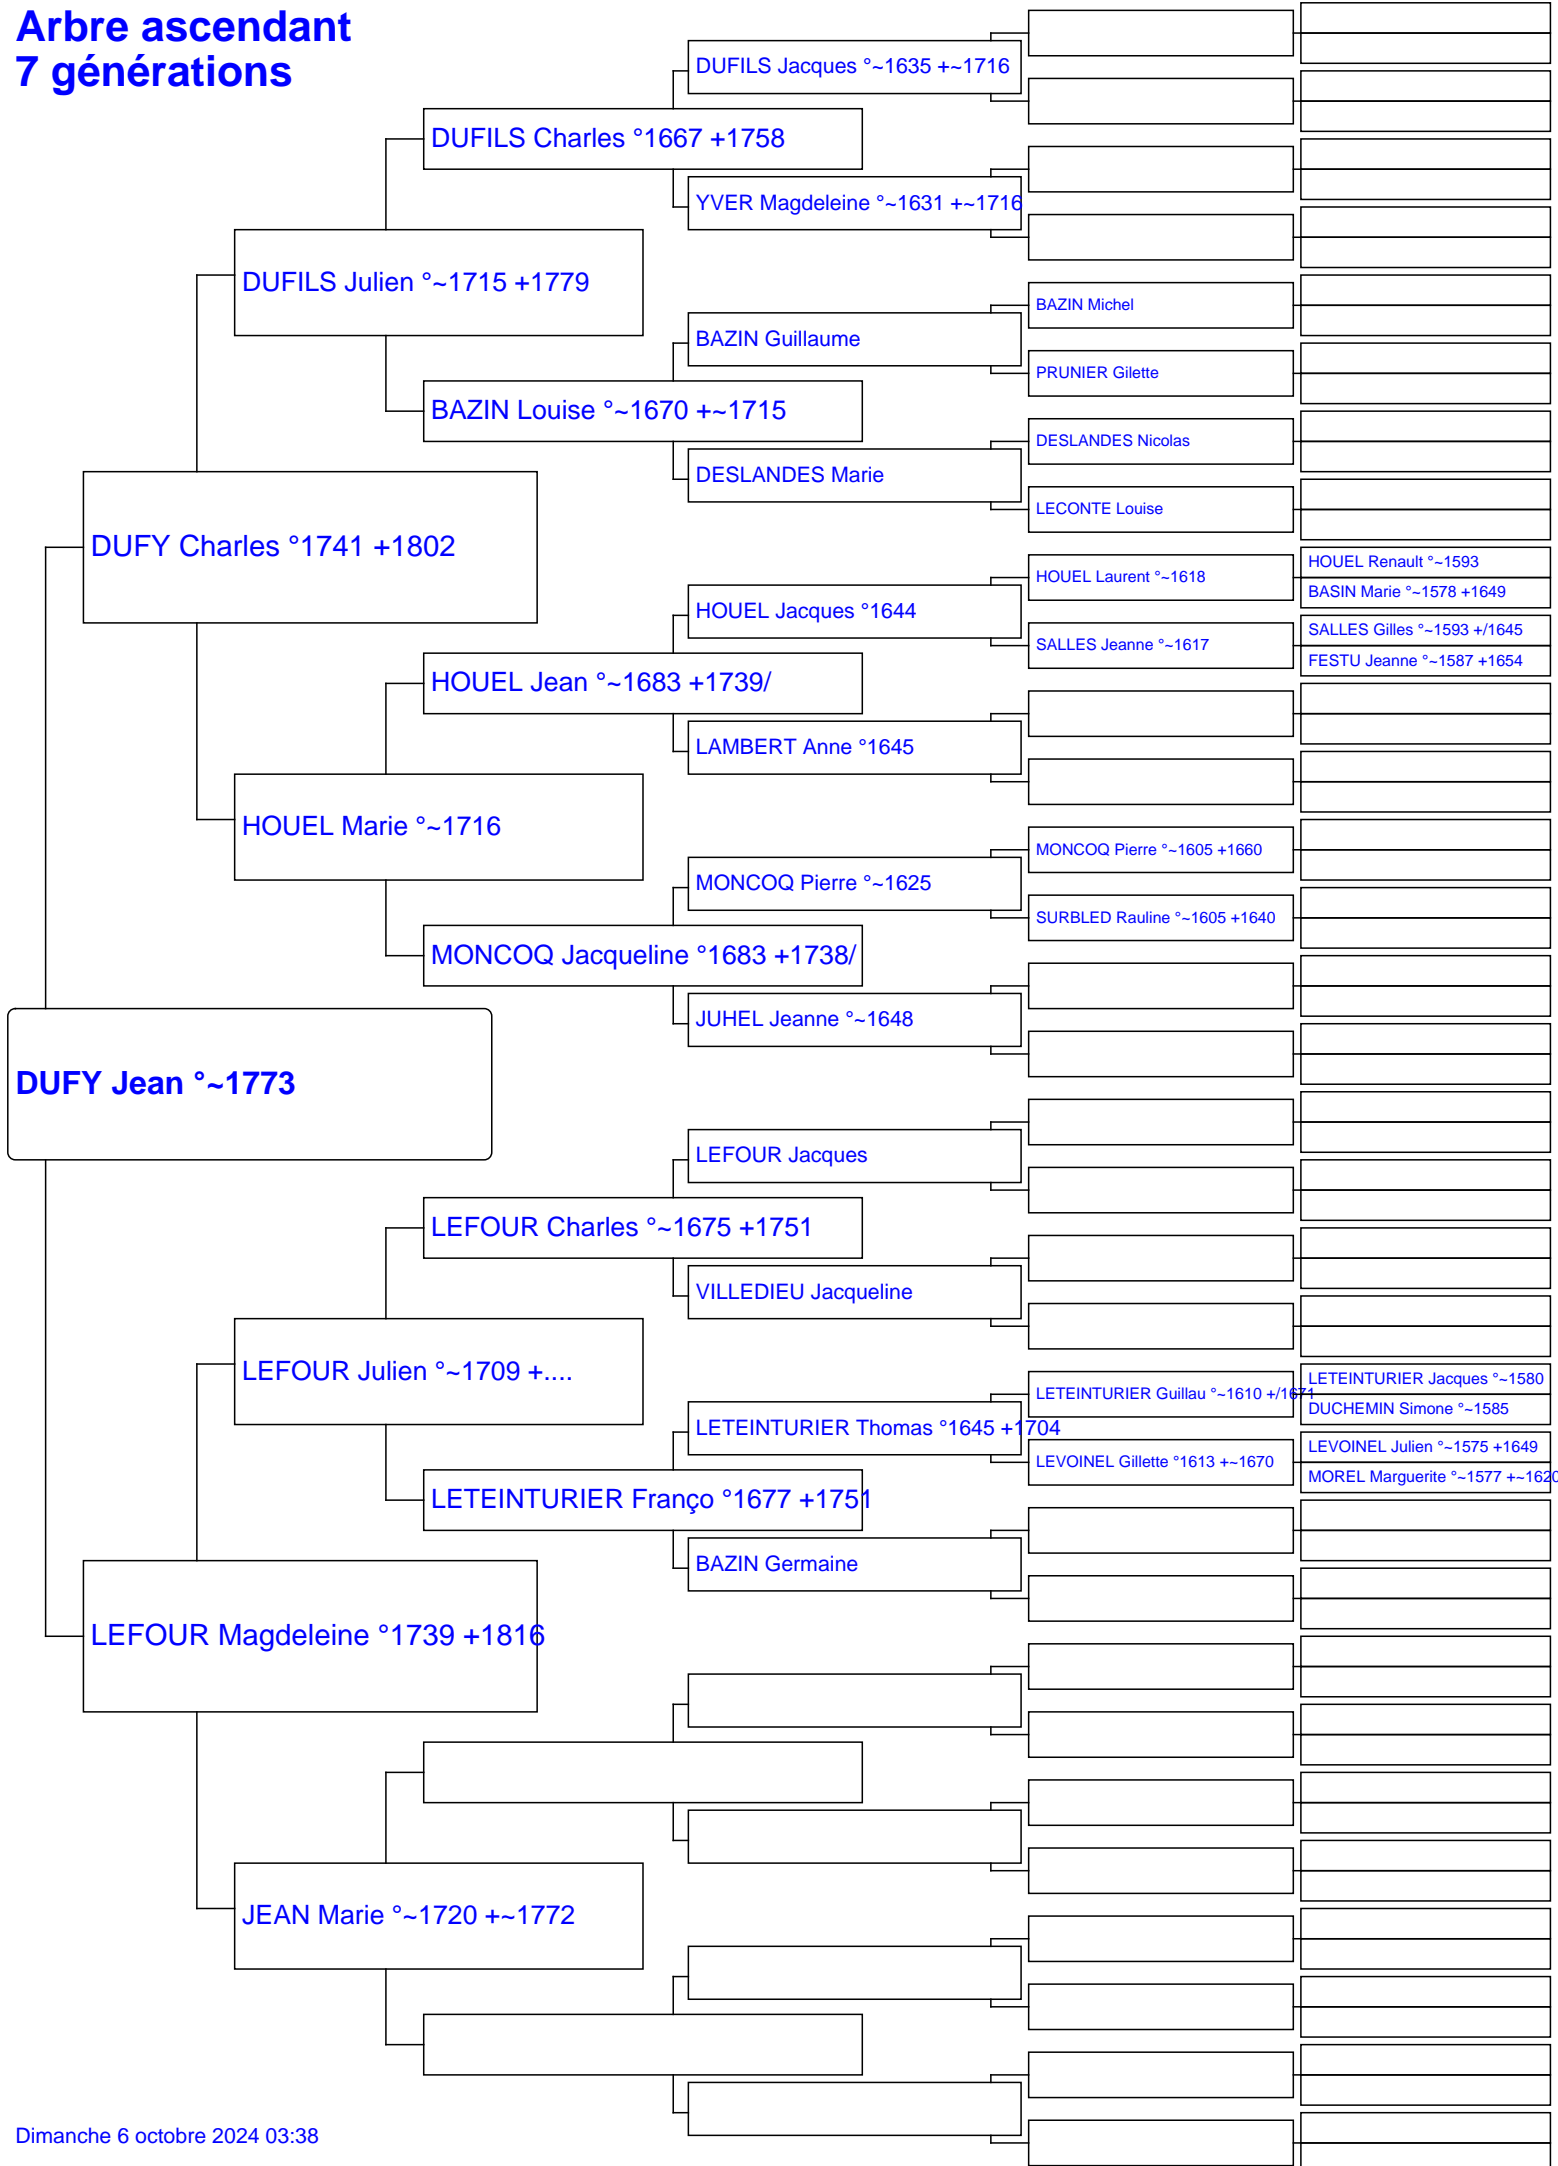 Arbre ascendant
7 générations
DUFILS Jacques °~1635 +~1716
DUFILS Charles °1667 +1758
YVER Magdeleine °~1631 +~1716
DUFILS Julien °~1715 +1779
BAZIN Michel
BAZIN Guillaume
PRUNIER Gilette
BAZIN Louise °~1670 +~1715
DESLANDES Nicolas
DESLANDES Marie
LECONTE Louise
DUFY Charles °1741 +1802
HOUEL Renault °~1593
HOUEL Laurent °~1618
BASIN Marie °~1578 +1649
HOUEL Jacques °1644
SALLES Gilles °~1593 +/1645
SALLES Jeanne °~1617
FESTU Jeanne °~1587 +1654
HOUEL Jean °~1683 +1739/
LAMBERT Anne °1645
HOUEL Marie °~1716
MONCOQ Pierre °~1605 +1660
MONCOQ Pierre °~1625
SURBLED Rauline °~1605 +1640
MONCOQ Jacqueline °1683 +1738/
JUHEL Jeanne °~1648
DUFY Jean °~1773
LEFOUR Jacques
LEFOUR Charles °~1675 +1751
VILLEDIEU Jacqueline
LEFOUR Julien °~1709 +....
LETEINTURIER Jacques °~1580
LETEINTURIER Guillau °~1610 +/1671
DUCHEMIN Simone °~1585
LETEINTURIER Thomas °1645 +1704
LEVOINEL Julien °~1575 +1649
LEVOINEL Gillette °1613 +~1670
MOREL Marguerite °~1577 +~1620
LETEINTURIER Franço °1677 +1751
BAZIN Germaine
LEFOUR Magdeleine °1739 +1816
JEAN Marie °~1720 +~1772
Dimanche 6 octobre 2024 03:38